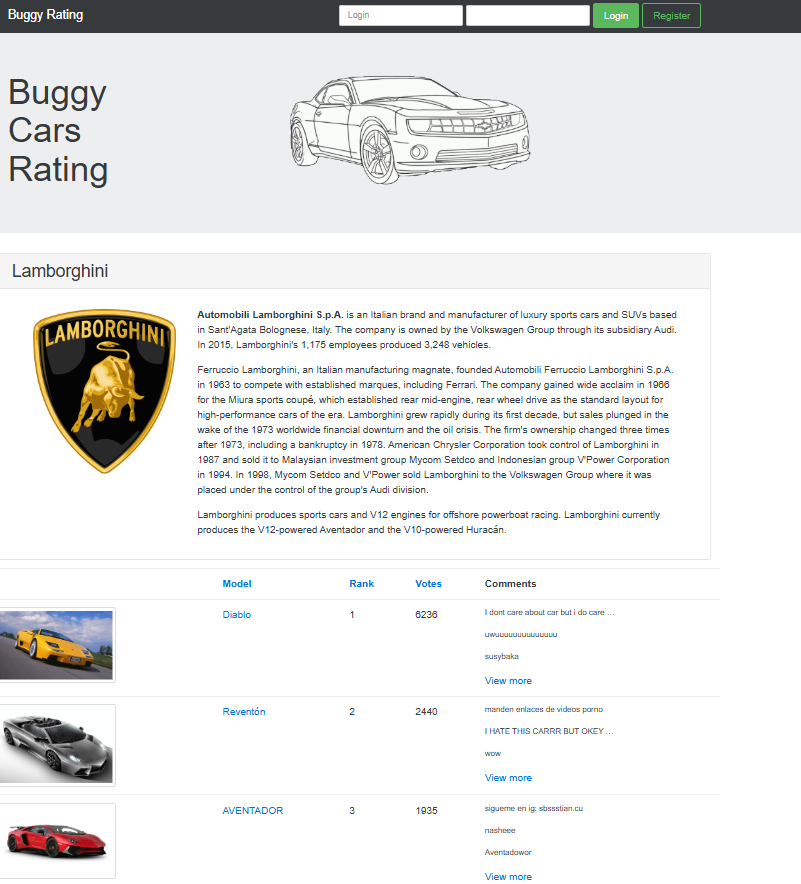 Buggy Rating
Login
Login
Register
Buggy
Cars
Rating
Lamborghini
LAMBORGHINI
Automobili Lamborghini S.p.A. is an Italian brand and manufacturer of luxury sports cars and SUVs based
in Sant'Agata Bolognese, Italy. The company is owned by the Volkswagen Group through its subsidiary Audi.
In 2015, Lamborghini's 1,175 employees produced 3,248 vehicles.
Ferruccio Lamborghini, an Italian manufacturing magnate, founded Automobili Ferruccio Lamborghini S.p.A.
in 1963 to compete with established marques, including Ferrari. The company gained wide acclaim in 1966
for the Miura sports coupé, which established rear mid-engine, rear wheel drive as the standard layout for
high-performance cars of the era. Lamborghini grew rapidly during its first decade, but sales plunged in the
wake of the 1973 worldwide financial downturn and the oil crisis. The firm's ownership changed three times
after 1973, including a bankruptcy in 1978. American Chrysler Corporation took control of Lamborghini in
1987 and sold it to Malaysian investment group Mycom Setdco and Indonesian group V'Power Corporation
in 1994. In 1998, Mycom Setdco and V'Power sold Lamborghini to the Volkswagen Group where it was
placed under the control of the group's Audi division.
Lamborghini produces sports cars and V12 engines for offshore powerboat racing. Lamborghini currently
produces the V12-powered Aventador and the V10-powered Huracán.
Model Rank Votes Comments
Diablo 1 6236 I dont care about car but i do care ...
uwuuuuuuuuuuuuuu
susybaka
View more
Reventón 2 2440 manden enlaces de videos porno
I HATE THIS CARRR BUT OKEY ...
wow
View more
AVENTADOR 3 1935 sigueme en ig: sbssstian.cu
nasheee
Aventadowor
View more